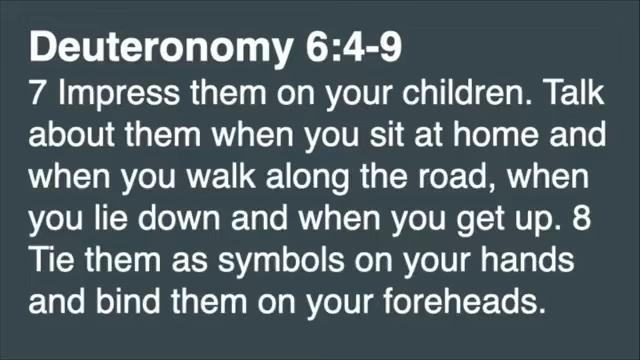 Deuteronomy 6:4-9
7 Impress them on your children. Talk
about them when you sit at home and
when you walk along the road, when
you lie down and when you get up. 8
Tie them as symbols on your hands
and bind them on your foreheads.